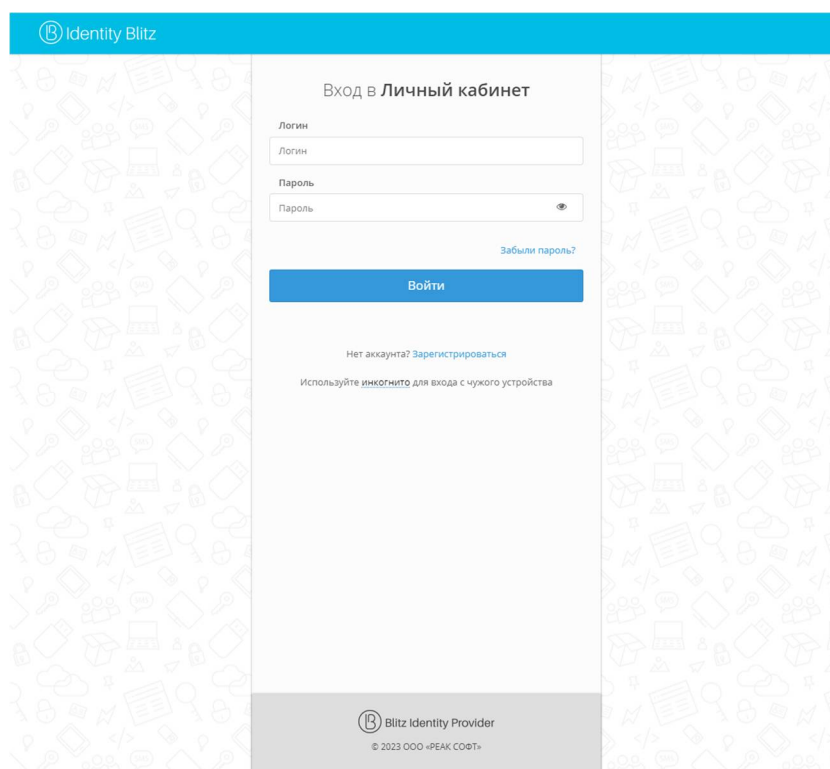 Identity Blitz
Вход в Личный кабинет
Логин
Логин
Пароль
Пароль
Забыли пароль?
Войти
Нет аккаунта? Зарегистрироваться
Используйте инкогнито для входа с чужого устройства
Blitz Identity Provider
© 2023 ООО «РЕАК СОФТ»